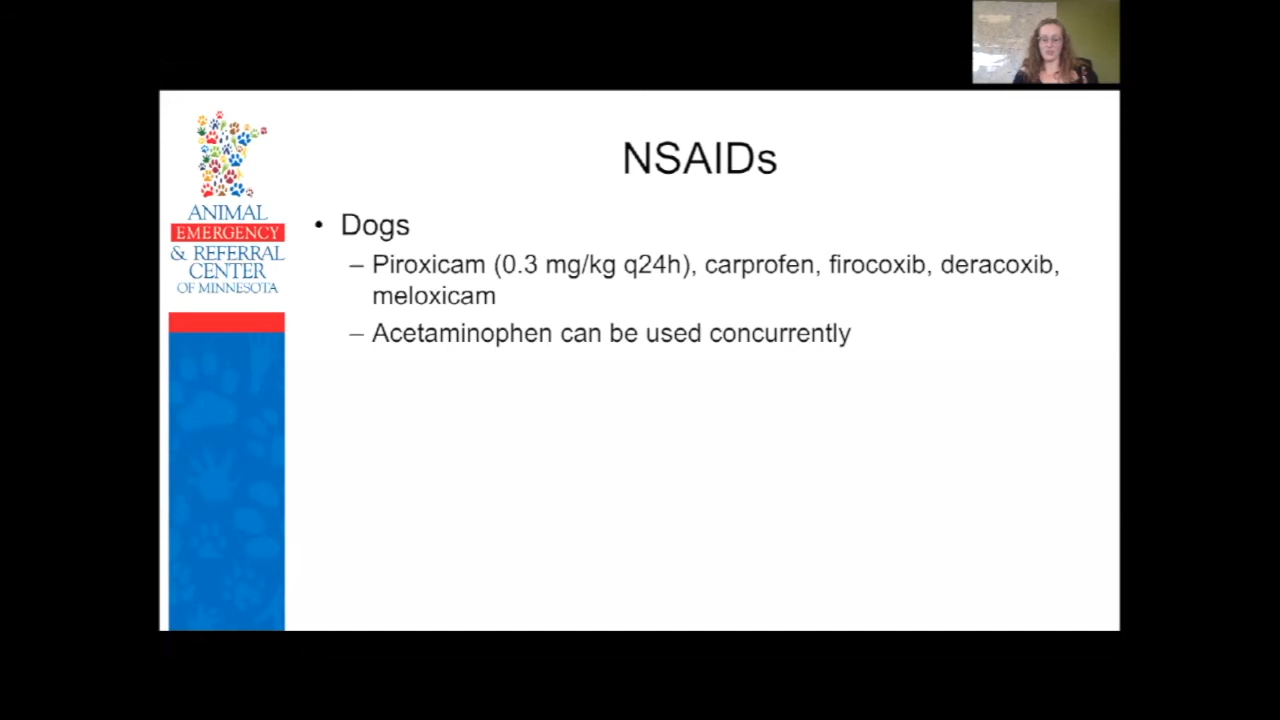 ANIMAL
EMERGENCY
& REFERRAL
CENTER
OF MINNESOTA
NSAIDs
• Dogs
– Piroxicam (0.3 mg/kg q24h), carprofen, firocoxib, deracoxib,
meloxicam
– Acetaminophen can be used concurrently